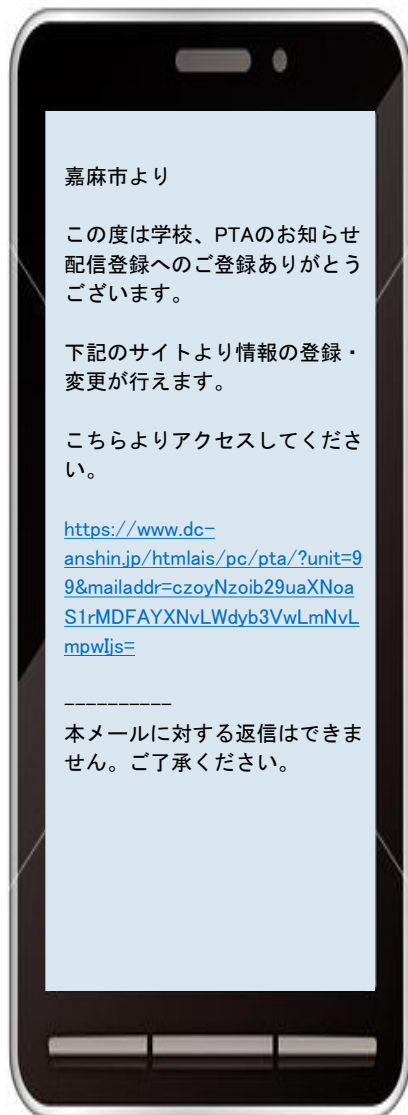 嘉麻市より
この度は学校、PTAのお知らせ
配信登録へのご登録ありがとう
ございます。
下記のサイトより情報の登録・
変更が行えます。
こちらよりアクセスしてくださ
い。
https://www.dc-
anshin.jp/htmlais/pc/pta/?unit=9
9&mailaddr=czoyNzoib29uaXNoa
S1rMDFAYXNvLWdyb3VwLmNvL
mpwIjs=
----------
本メールに対する返信はできま
せん。ご了承ください。